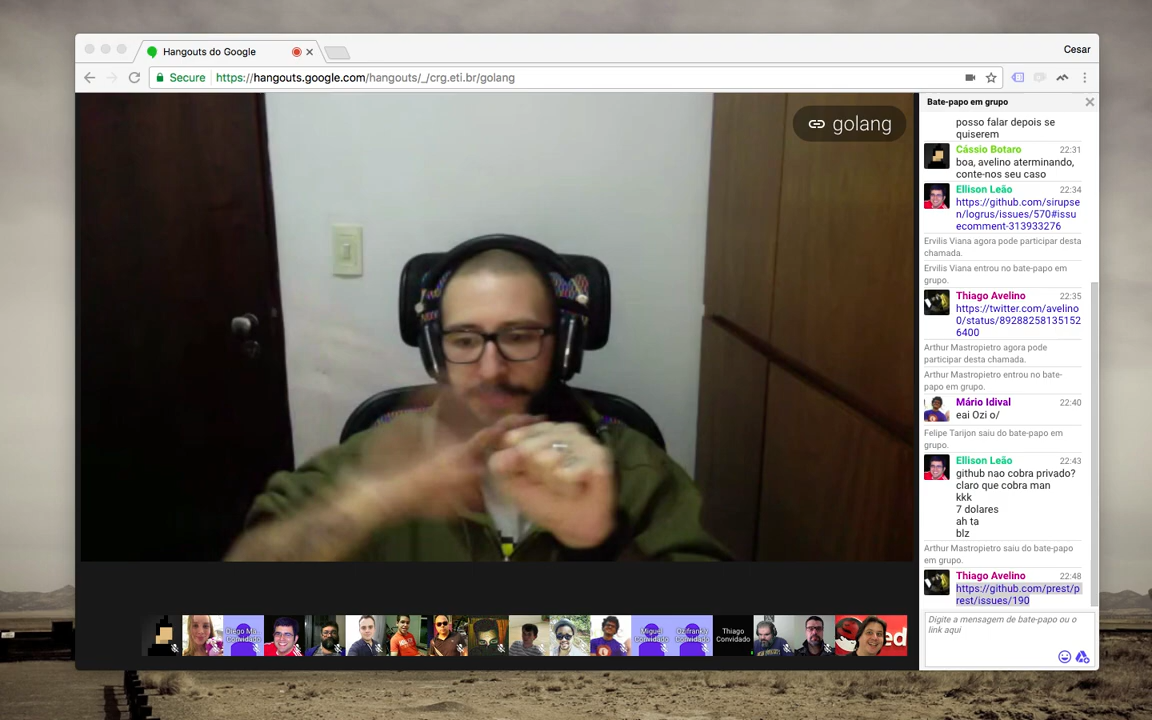 Hangouts do Google
Cesar
Secure https://hangouts.google.com/hangouts/_/crg.eti.br/golang
golang
Bate-papo em grupo
posso falar depois se
quiserem
Cássio Botaro 22:31
boa, avelino aterminando,
conte-nos seu caso
Ellison Leão 22:34
https://github.com/sirupse
n/logrus/issues/570#issu
ecomment-313933276
Ervilis Viana agora pode participar desta
chamada.
Ervilis Viana entrou no bate-papo em
grupo.
Thiago Avelino 22:35
https://twitter.com/avelino
0/status/89288258135152
6400
Arthur Mastropietro agora pode
participar desta chamada.
Arthur Mastropietro entrou no bate-
papo em grupo.
Mário Idival 22:40
eai Ozi o/
Felipe Tarijon saiu do bate-papo em
grupo.
Ellison Leão 22:43
github nao cobra privado?
claro que cobra man
kkk
7 dolares
ah ta
blz
Arthur Mastropietro saiu do bate-papo
em grupo.
Thiago Avelino 22:48
https://github.com/prest/p
rest/issues/190
Digite a mensagem de bate-papo ou o
link aqui
Diego Ma...
Convidado
Miguel
Convidado
Convidado
Thiago
Convidado
ed